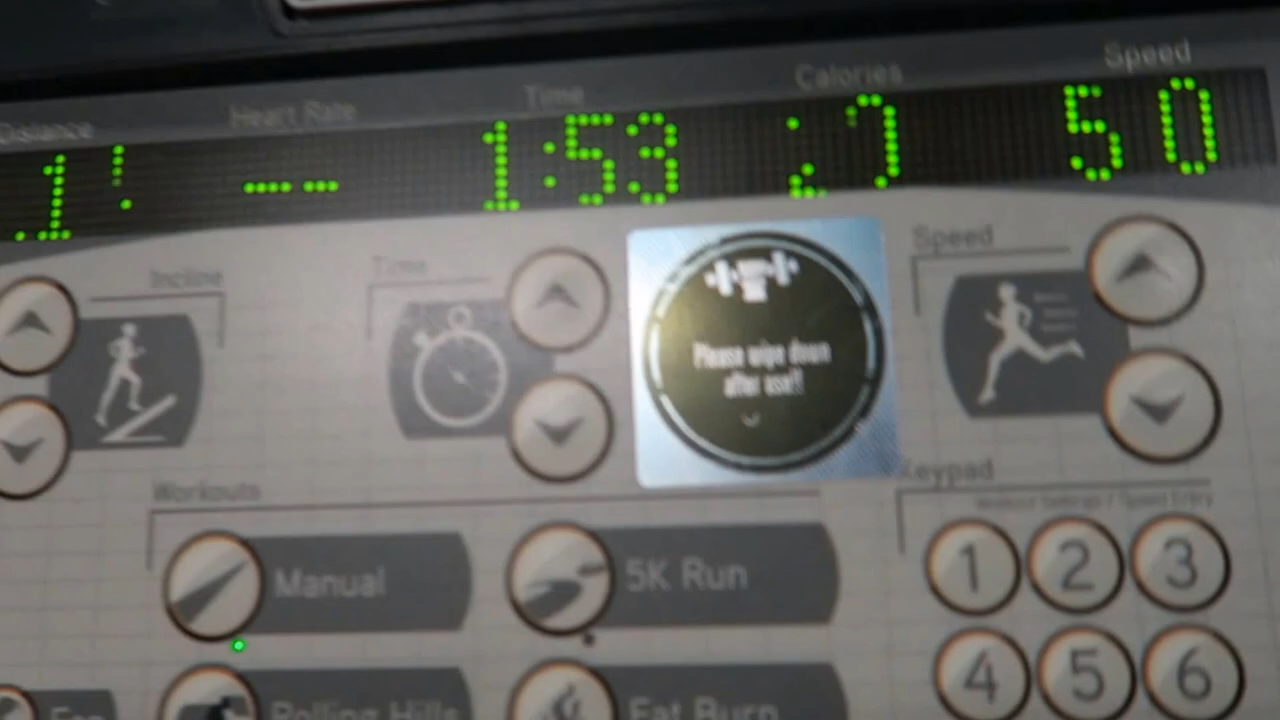 Distance
Heart Rate
Time
Calories
Speed
--
1:53
5 0
Incline
Time
Speed
Please wipe down
after use!!
Keypad
Workouts
Manual
5K Run
1
2
3
Rolling Hills
Fat Burn
4
5
6